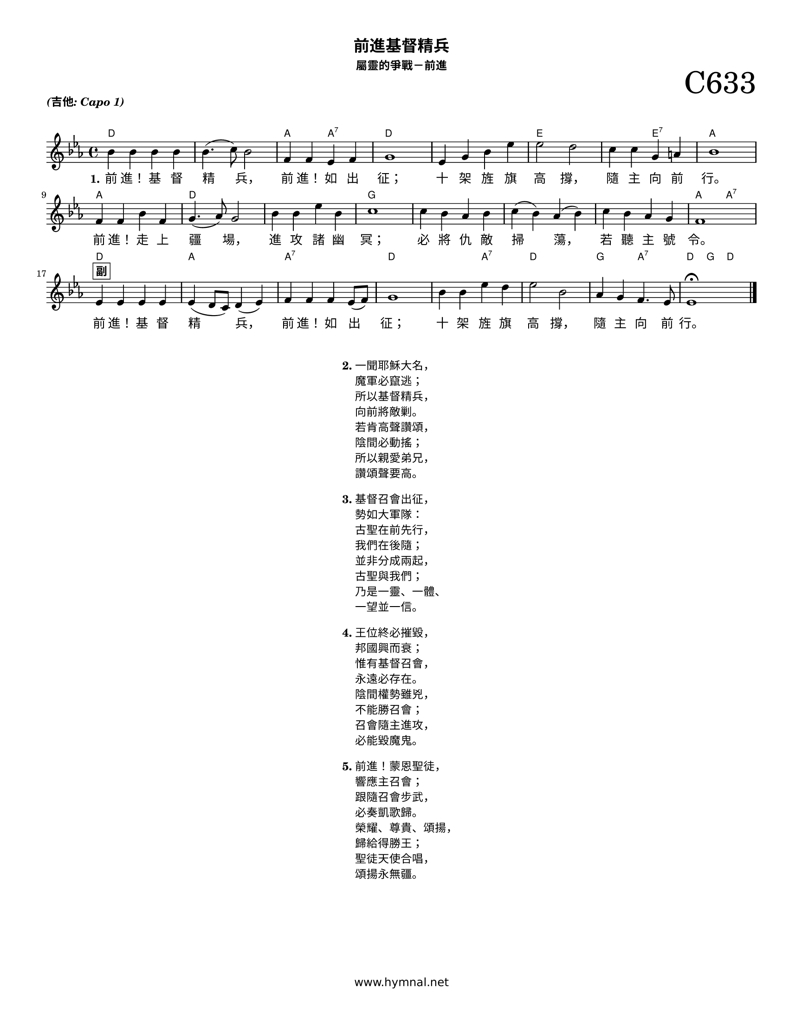 前進基督精兵
屬靈的爭戰－前進
C633
(吉他: Capo 1)
D A A7 D E E7 A
1. 前進！基 督 精 兵， 前進！如 出 征； 十 架 旌 旗 高 撐， 隨 主 向 前 行。
9
A D G A A7
前進！走 上 疆 場， 進 攻 諸 幽 冥； 必 將 仇 敵 掃 蕩， 若 聽 主 號 令。
D A A7 D A7 D G A7 D G D
17
副
前進！基 督 精 兵， 前進！如 出 征； 十 架 旌 旗 高 撐， 隨 主 向 前 行。
2. 一聞耶穌大名，
魔軍必竄逃；
所以基督精兵，
向前將敵剿。
若肯高聲讚頌，
陰間必動搖；
所以親愛弟兄，
讚頌聲要高。
3. 基督召會出征，
勢如大軍隊：
古聖在前先行，
我們在後隨；
並非分成兩起，
古聖與我們；
乃是一靈、一體、
一望並一信。
4. 王位終必摧毀，
邦國興而衰；
惟有基督召會，
永遠必存在。
陰間權勢雖兇，
不能勝召會；
召會隨主進攻，
必能毀魔鬼。
5. 前進！蒙恩聖徒，
響應主召會；
跟隨召會步武，
必奏凱歌歸。
榮耀、尊貴、頌揚，
歸給得勝王；
聖徒天使合唱，
頌揚永無疆。
www.hymnal.net